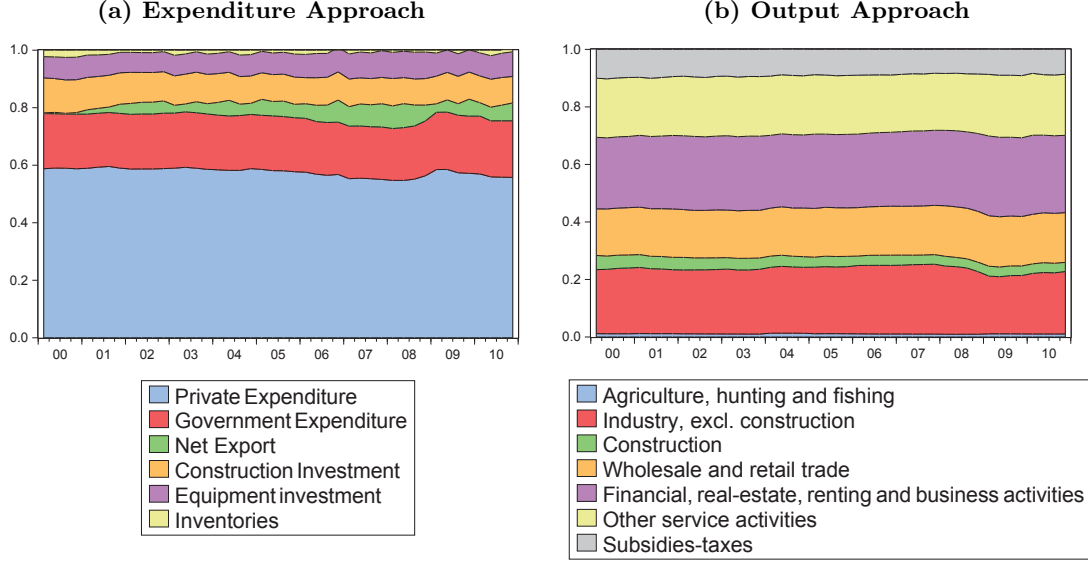 (a) Expenditure Approach
1.0
0.8
0.6
0.4
0.2
0.0
00 01 02 03 04 05 06 07 08 09 10
Private Expenditure
Government Expenditure
Net Export
Construction Investment
Equipment investment
Inventories
(b) Output Approach
1.0
0.8
0.6
0.4
0.2
0.0
00 01 02 03 04 05 06 07 08 09 10
Agriculture, hunting and fishing
Industry, excl. construction
Construction
Wholesale and retail trade
Financial, real-estate, renting and business activities
Other service activities
Subsidies-taxes